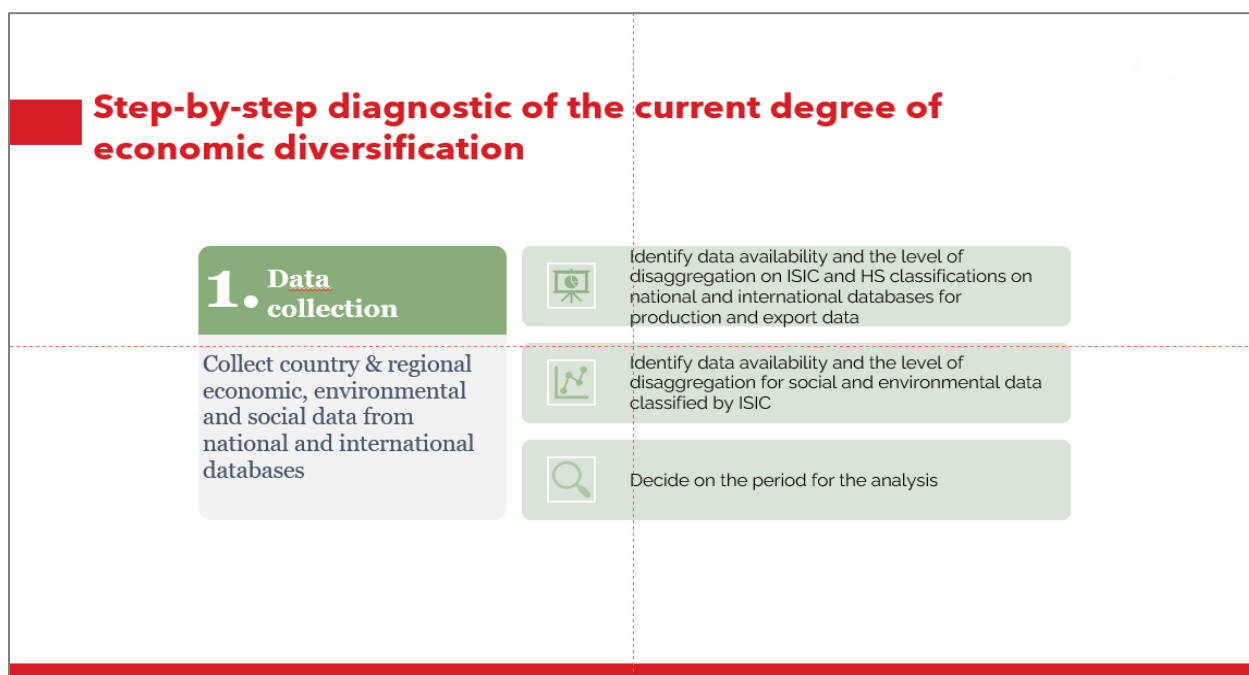 Step-by-step diagnostic of the current degree of
economic diversification
1. Data
collection
Collect country & regional
economic, environmental
and social data from
national and international
databases
Identify data availability and the level of
disaggregation on ISIC and HS classifications on
national and international databases for
production and export data
Identify data availability and the level of
disaggregation for social and environmental data
classified by ISIC
Decide on the period for the analysis